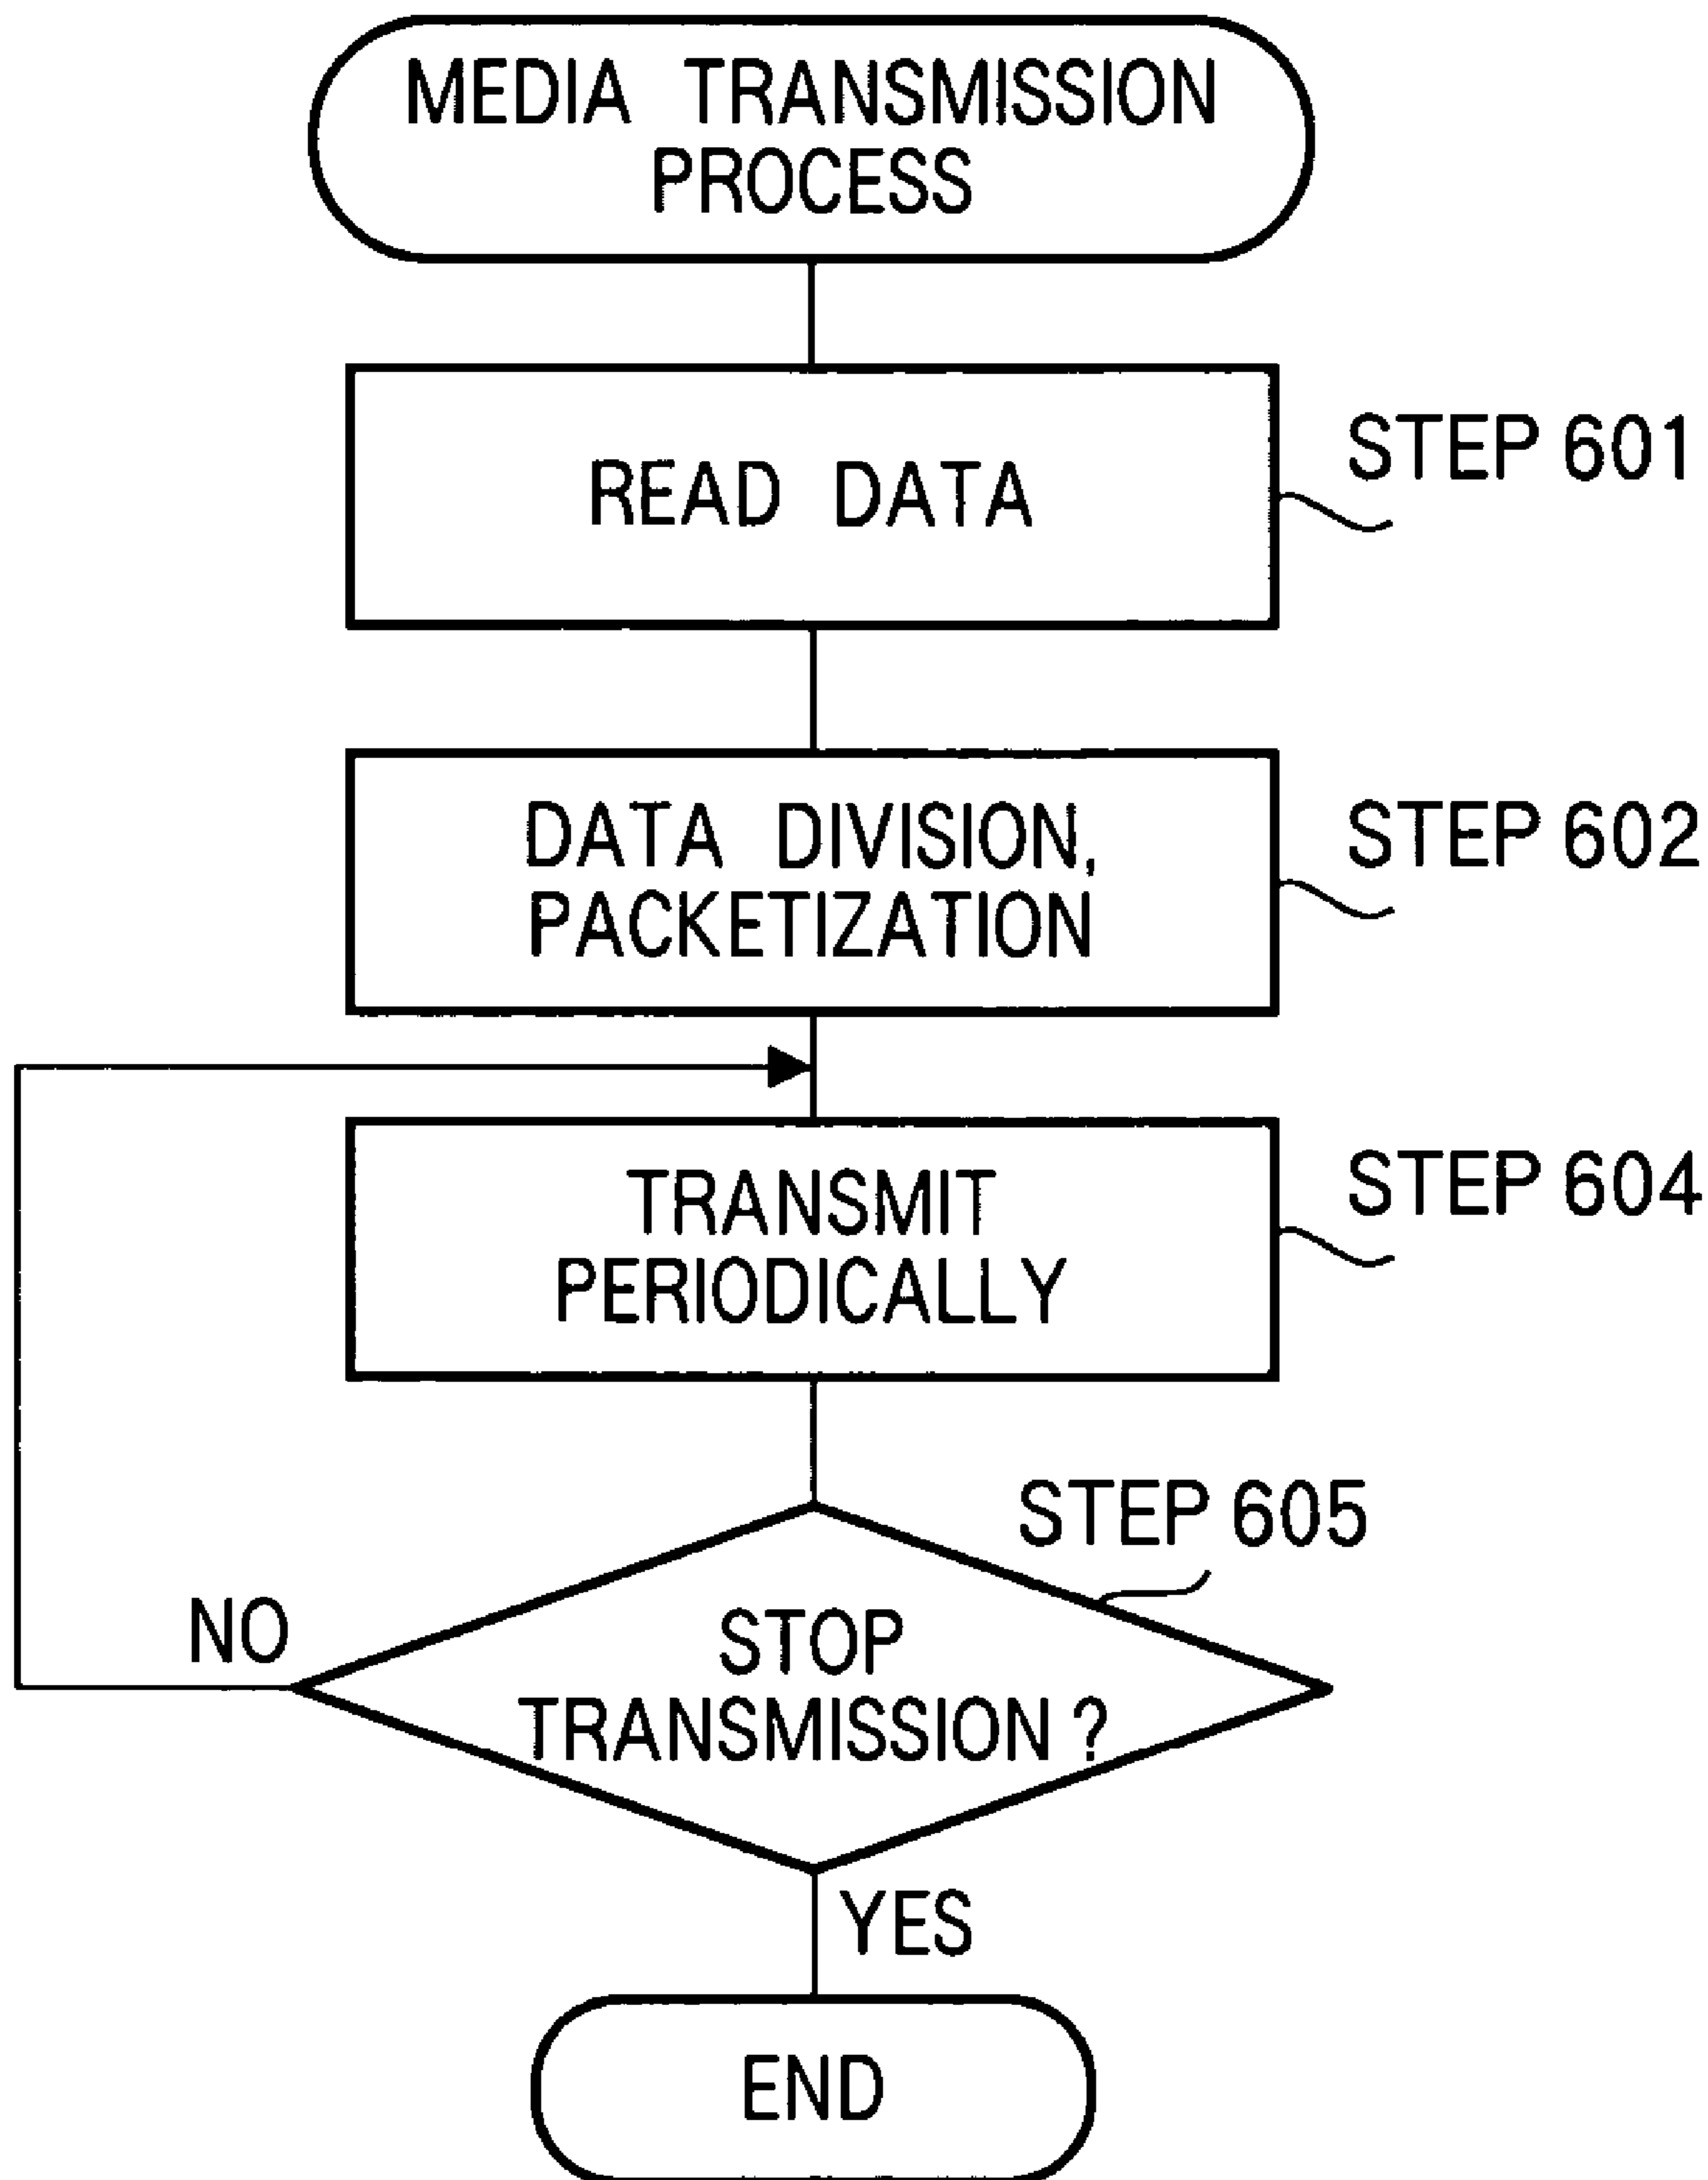 MEDIA TRANSMISSION
PROCESS
READ DATA
STEP 601
DATA DIVISION,
PACKETIZATION
STEP 602
TRANSMIT
PERIODICALLY
STEP 604
STEP 605
STOP
TRANSMISSION ?
NO
YES
END